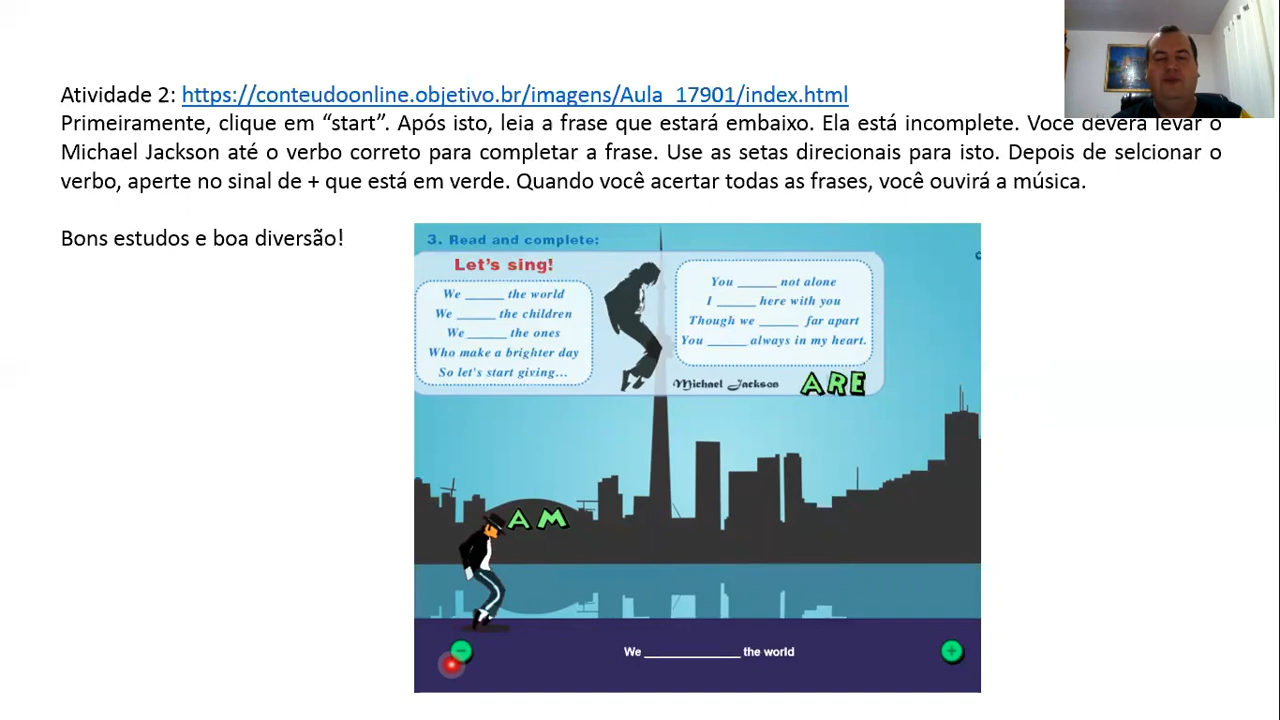 Atividade 2: https://conteudoonline.objetivo.br/imagens/Aula_17901/index.html
Primeiramente, clique em “start”. Após isto, leia a frase que estará embaixo. Ela está incompleta. Você deverá levar o
Michael Jackson até o verbo correto para completar a frase. Use as setas direcionais para isto. Depois de selcionar o
verbo, aperte no sinal de + que está em verde. Quando você acertar todas as frases, você ouvirá a música.
Bons estudos e boa diversão!
3. Read and complete:
Let's sing!
We ______ the world
We ______ the children
We ______ the ones
Who make a brighter day
So let's start giving...
You ______ not alone
I ______ here with you
Though we ______ far apart
You ______ always in my heart.
Michael Jackson
ARE
AM
We ______________ the world